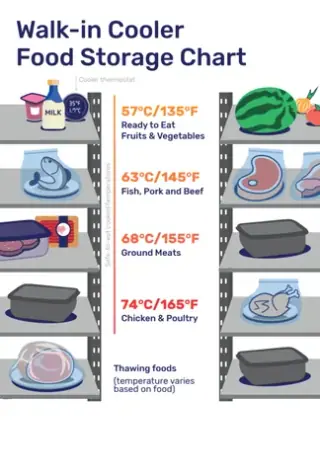 Walk-in Cooler
Food Storage Chart
Cooler thermostat
35°F
1.7°C
MILK
57°C/135°F
Ready to Eat
Fruits & Vegetables
63°C/145°F
Fish, Pork and Beef
68°C/155°F
Ground Meats
74°C/165°F
Chicken & Poultry
Thawing foods
(temperature varies
based on food)